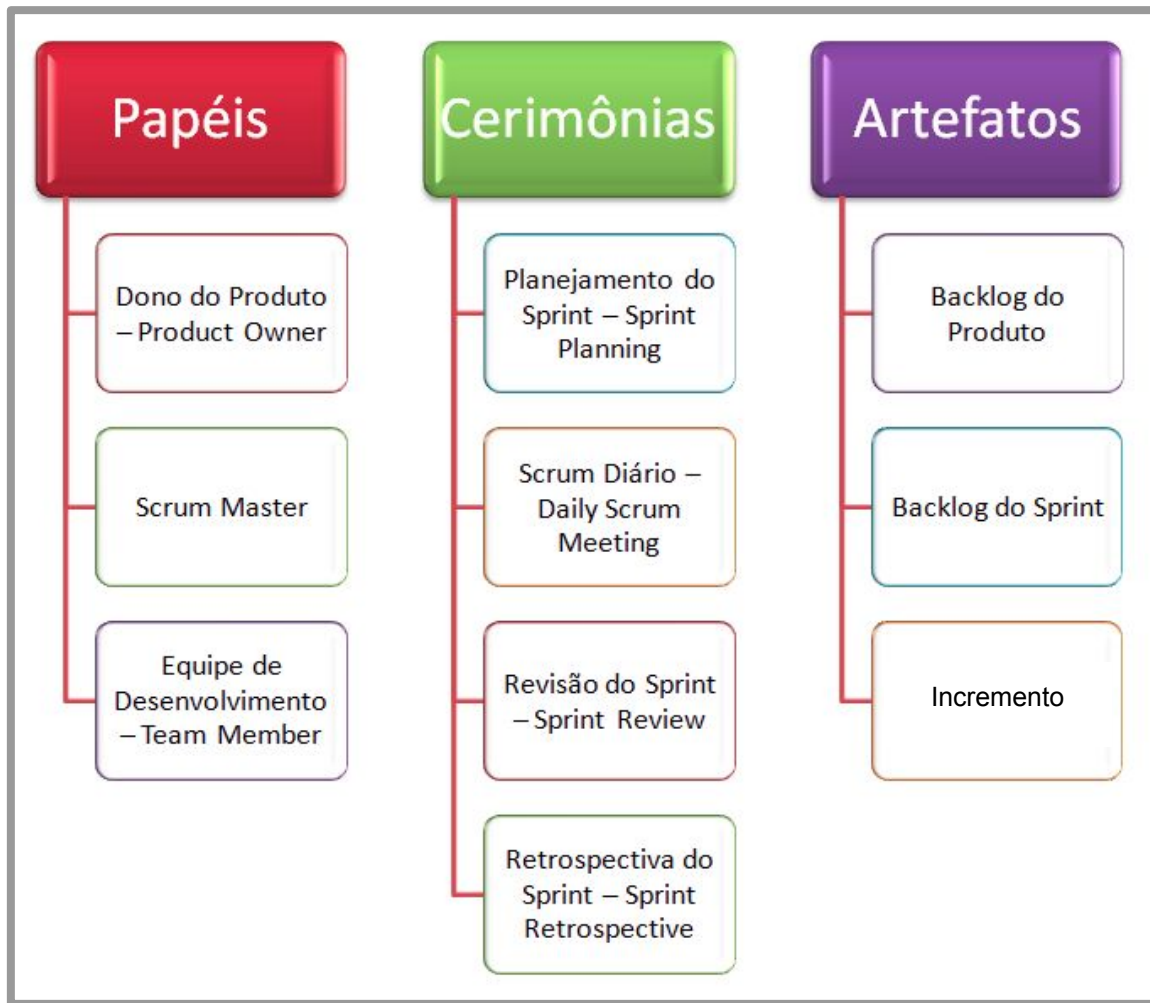 Papéis
Dono do Produto
– Product Owner
Scrum Master
Equipe de
Desenvolvimento
– Team Member
Cerimônias
Planejamento do
Sprint – Sprint
Planning
Scrum Diário –
Daily Scrum
Meeting
Revisão do Sprint
– Sprint Review
Retrospectiva do
Sprint – Sprint
Retrospective
Artefatos
Backlog do
Produto
Backlog do Sprint
Incremento